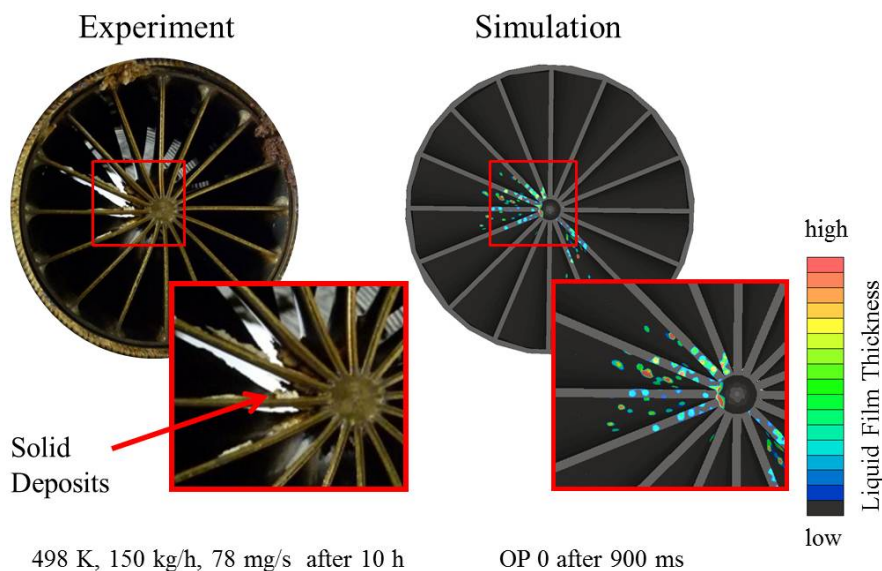 Experiment
Simulation
high
Liquid Film Thickness
low
Solid
Deposits
498 K, 150 kg/h, 78 mg/s after 10 h
OP 0 after 900 ms